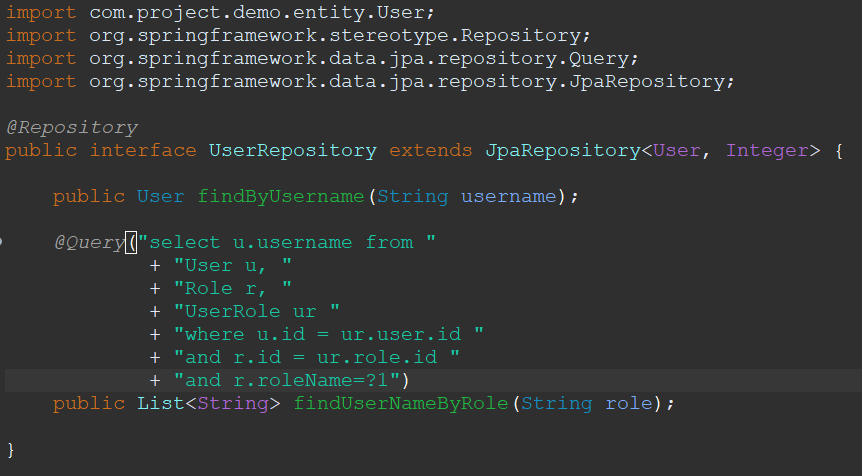 import com.project.demo.entity.User;
import org.springframework.stereotype.Repository;
import org.springframework.data.jpa.repository.Query;
import org.springframework.data.jpa.repository.JpaRepository;
@Repository
public interface UserRepository extends JpaRepository<User, Integer> {
public User findByUsername(String username);
@Query("select u.username from "
+ "User u, "
+ "Role r, "
+ "UserRole ur "
+ "where u.id = ur.user.id "
+ "and r.id = ur.role.id "
+ "and r.roleName=?1")
public List<String> findUserNameByRole(String role);
}